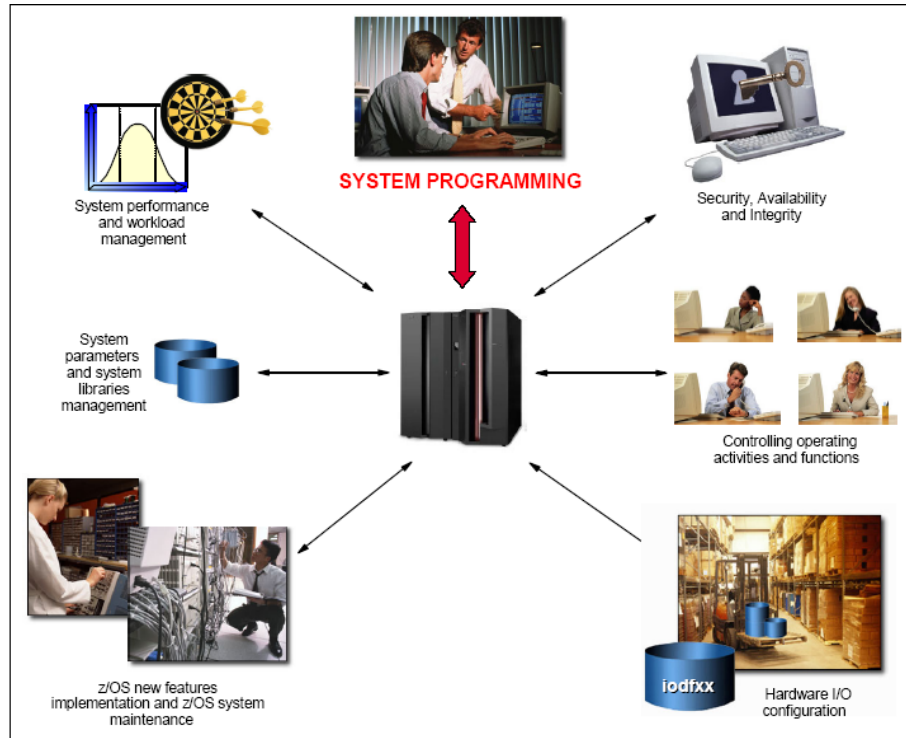 SYSTEM PROGRAMMING
System performance
and workload
management
Security, Availability
and Integrity
System
parameters
and system
libraries
management
Controlling operating
activities and functions
z/OS new features
implementation and z/OS system
maintenance
iodfxx
Hardware I/O
configuration